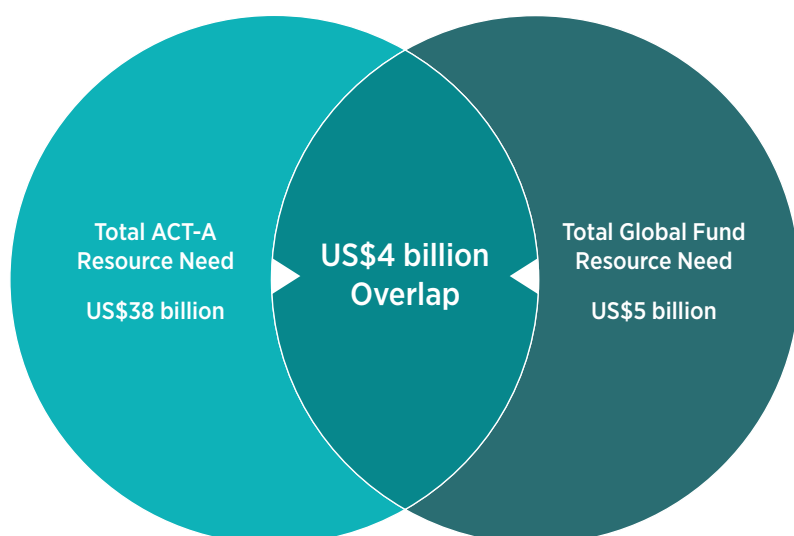 Total ACT-A
Resource Need
US$38 billion
US$4 billion
Overlap
Total Global Fund
Resource Need
US$5 billion